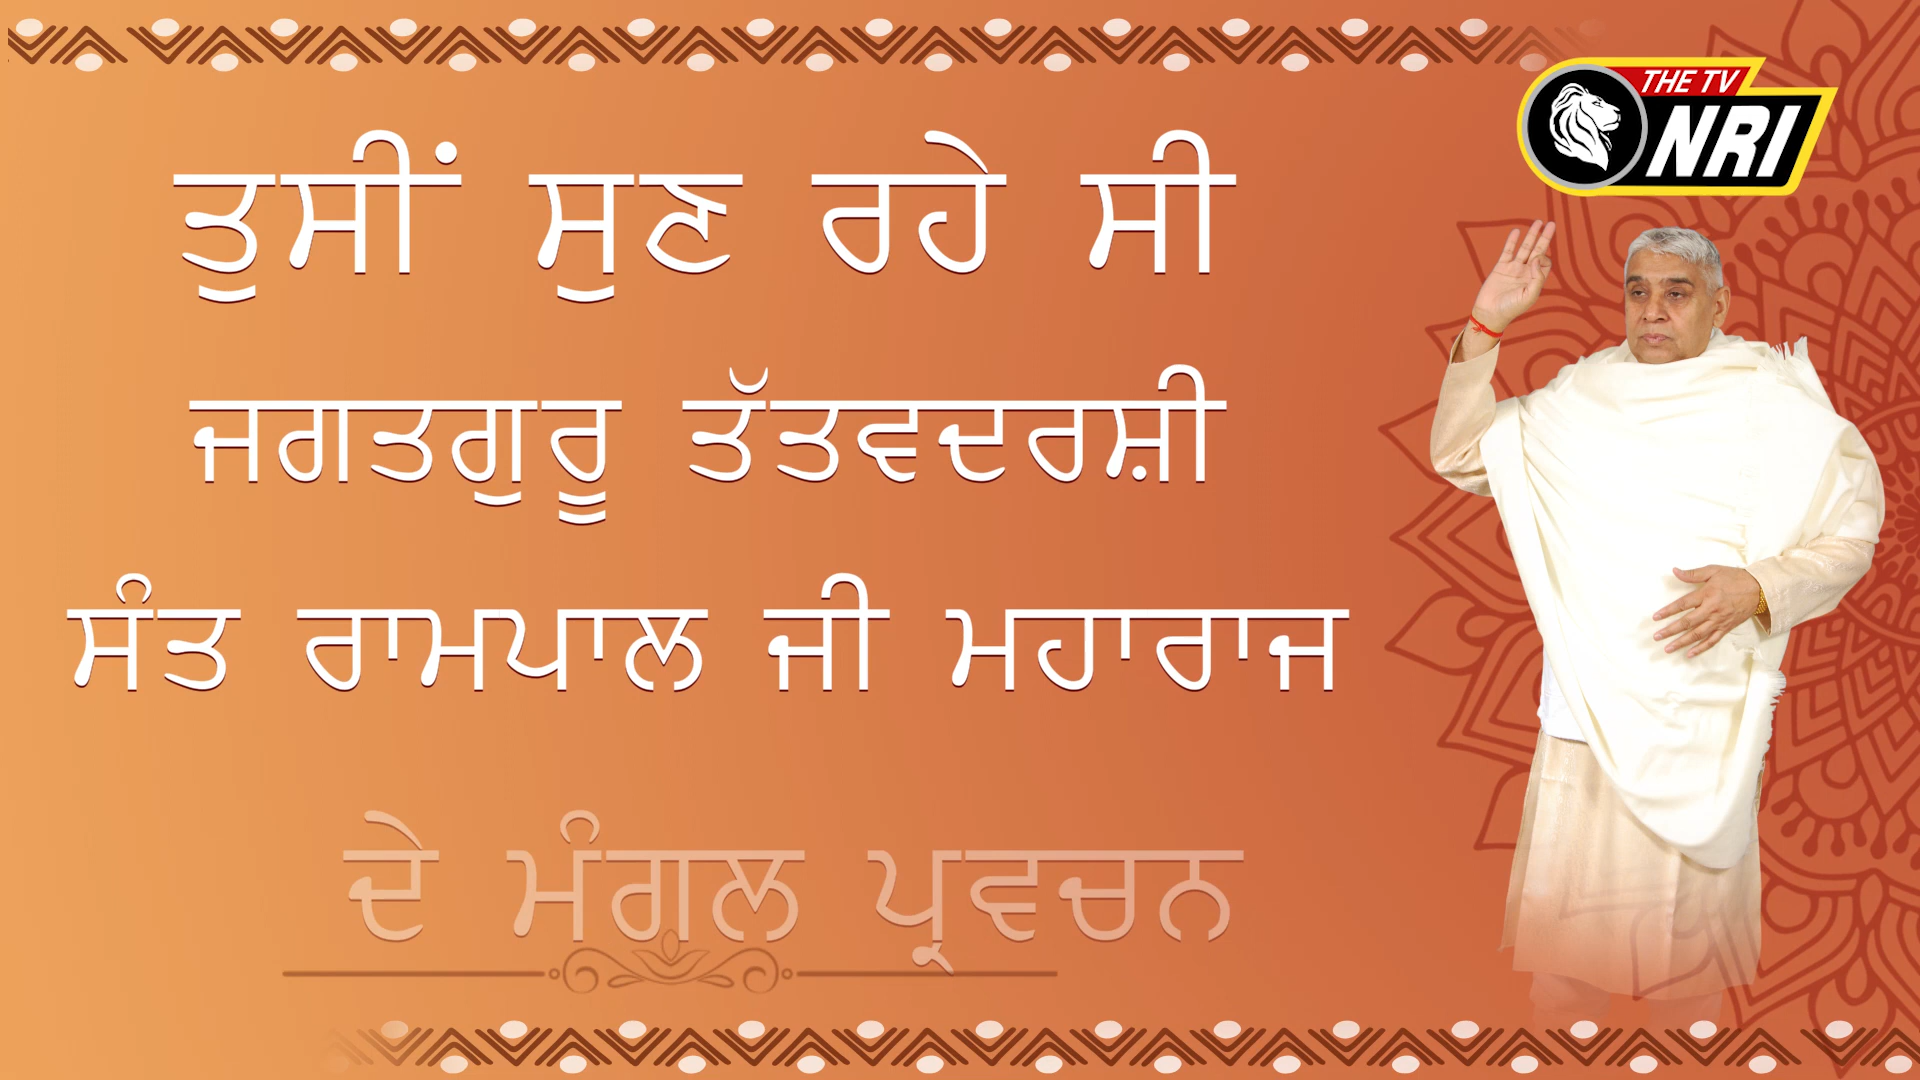 THE TV
NRI
ਤੁਸੀਂ ਸੁਣ ਰਹੇ ਸੀ
ਜਗਤਗੁਰੂ ਤੱਤਵਦਰਸ਼ੀ
ਸੰਤ ਰਾਮਪਾਲ ਜੀ ਮਹਾਰਾਜ
ਦੇ ਮੰਗਲ ਪ੍ਰਵਚਨ